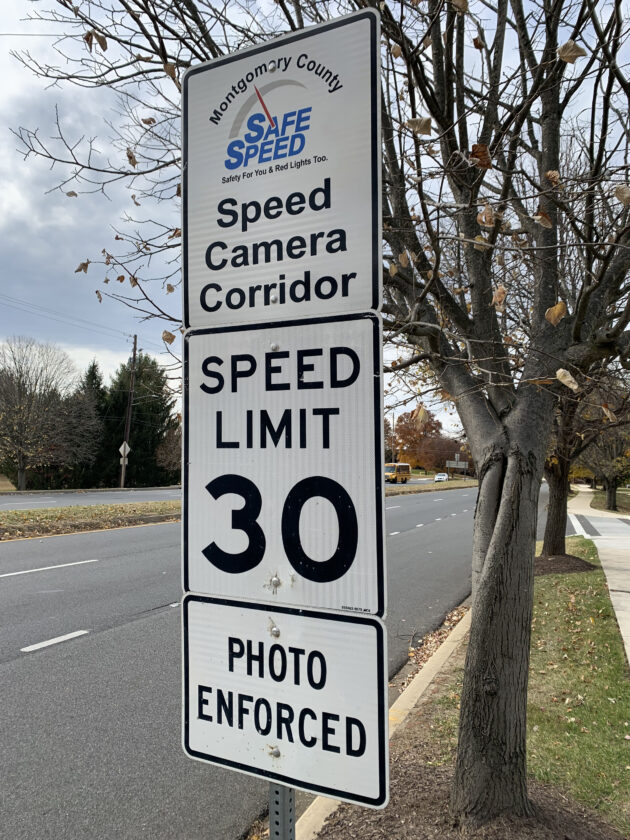 Montgomery County
SAFE
SPEED
Safety For You & Red Lights Too.
Speed
Camera
Corridor
SPEED
LIMIT
30
PHOTO
ENFORCED